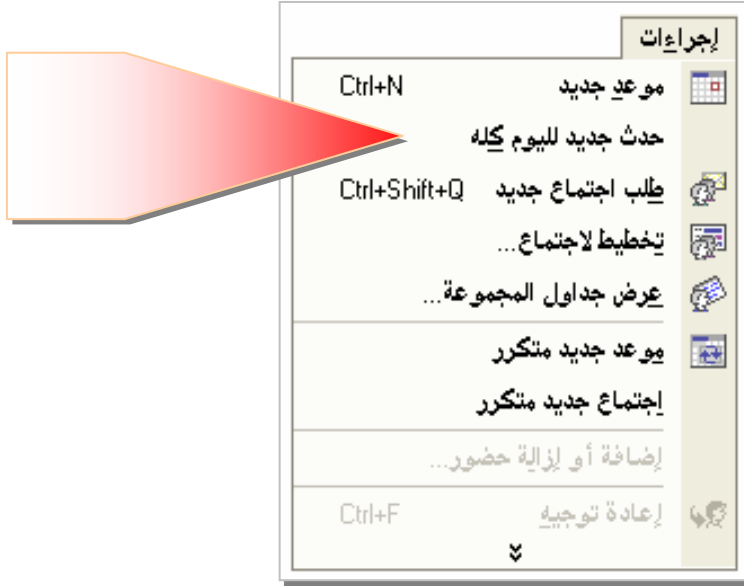 إجراءات
موعد جديد Ctrl+N
حدث جديد لليوم كله
طلب اجتماع جديد Ctrl+Shift+Q
تخطيط لاجتماع...
عرض جداول المجموعة...
موعد جديد متكرر
إجتماع جديد متكرر
إضافة أو إزالة حضور...
إعادة توجيه Ctrl+F